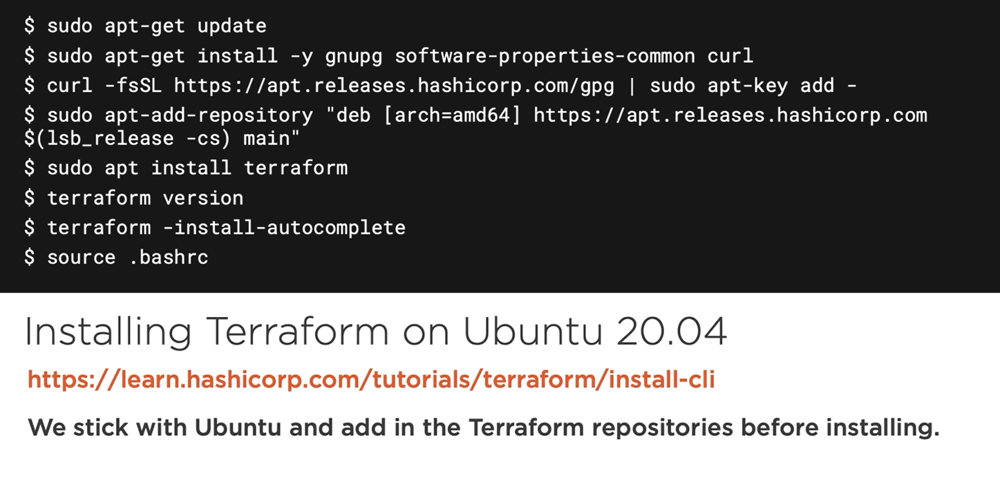 $ sudo apt-get update
$ sudo apt-get install -y gnupg software-properties-common curl
$ curl -fsSL https://apt.releases.hashicorp.com/gpg | sudo apt-key add -
$ sudo apt-add-repository "deb [arch=amd64] https://apt.releases.hashicorp.com
$(lsb_release -cs) main"
$ sudo apt install terraform
$ terraform version
$ terraform -install-autocomplete
$ source .bashrc
Installing Terraform on Ubuntu 20.04
https://learn.hashicorp.com/tutorials/terraform/install-cli
We stick with Ubuntu and add in the Terraform repositories before installing.